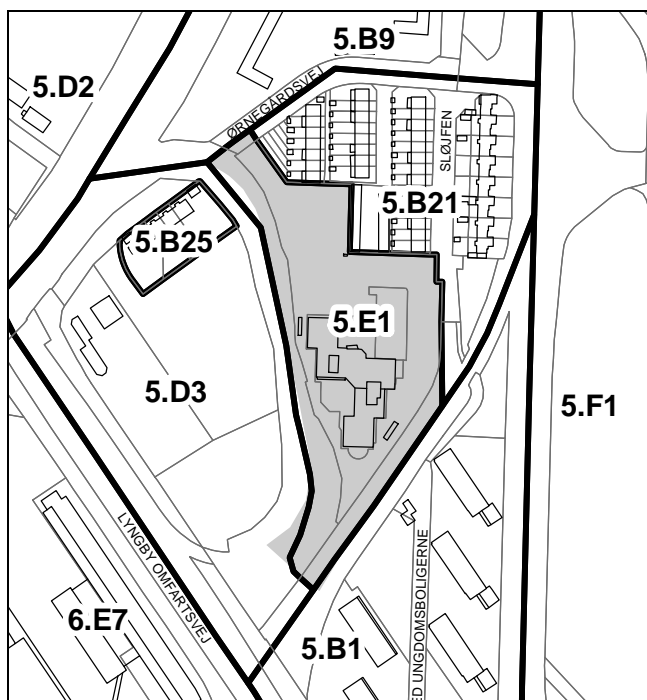 5.B9
5.D2
ØRNEGÅRDSVEJ
SLØJFEN
5.B21
5.B25
5.E1
5.D3
5.F1
LYNGBY OMFARTSVEJ
6.E7
5.B1
ED UNGDOMSBOLIGERNE